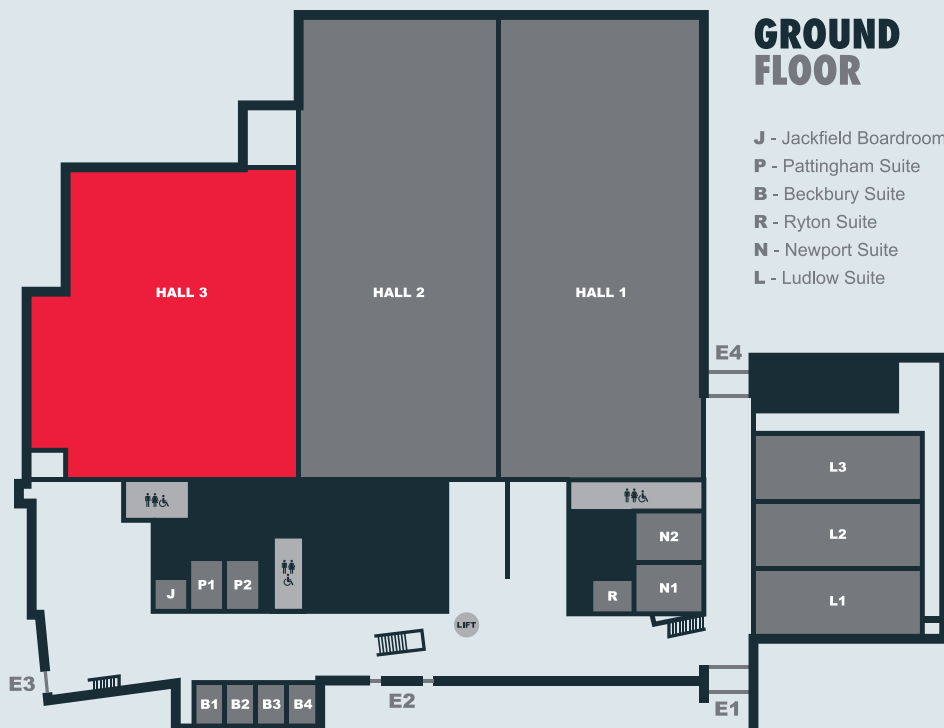 GROUND
FLOOR
J - Jackfield Boardroom
P - Pattingham Suite
B - Beckbury Suite
R - Ryton Suite
N - Newport Suite
L - Ludlow Suite
HALL 3
HALL 2
HALL 1
E4
L3
L2
L1
N2
N1
R
J
P1
P2
LIFT
E3
B1
B2
B3
B4
E2
E1